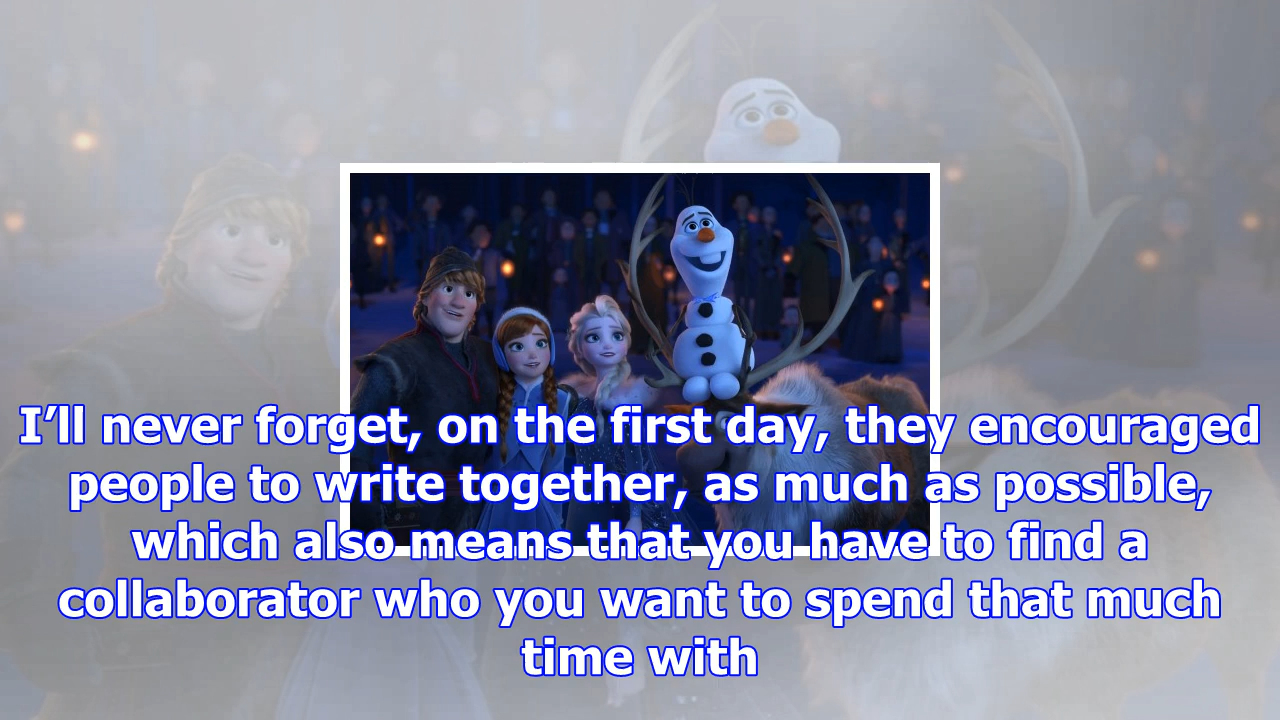 I’ll never forget, on the first day, they encouraged
people to write together, as much as possible,
which also means that you have to find a
collaborator who you want to spend that much
time with